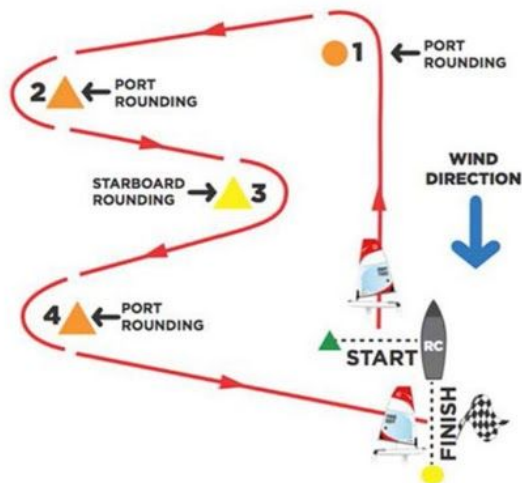 1
PORT
ROUNDING
2
PORT
ROUNDING
WIND
DIRECTION
STARBOARD
ROUNDING
3
4
PORT
ROUNDING
START
RC
FINISH